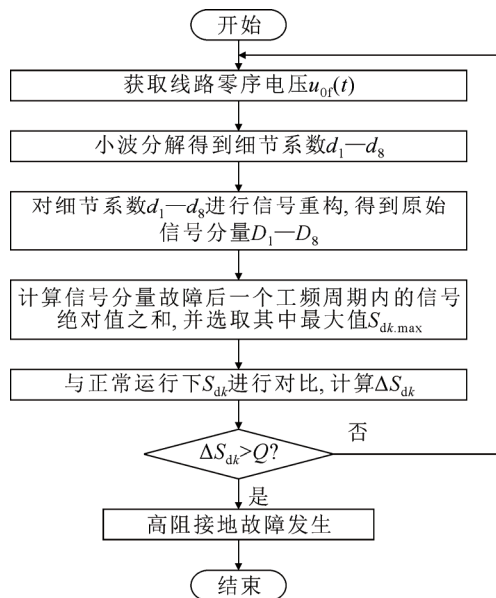 开始
获取线路零序电压u0f(t)
小波分解得到细节系数d1—d8
对细节系数d1—d8进行信号重构, 得到原始
信号分量D1—D8
计算信号分量故障后一个工频周期内的信号
绝对值之和, 并选取其中最大值Sdk.max
与正常运行下Sdk进行对比, 计算ΔSdk
否
ΔSdk>Q?
是
高阻接地故障发生
结束